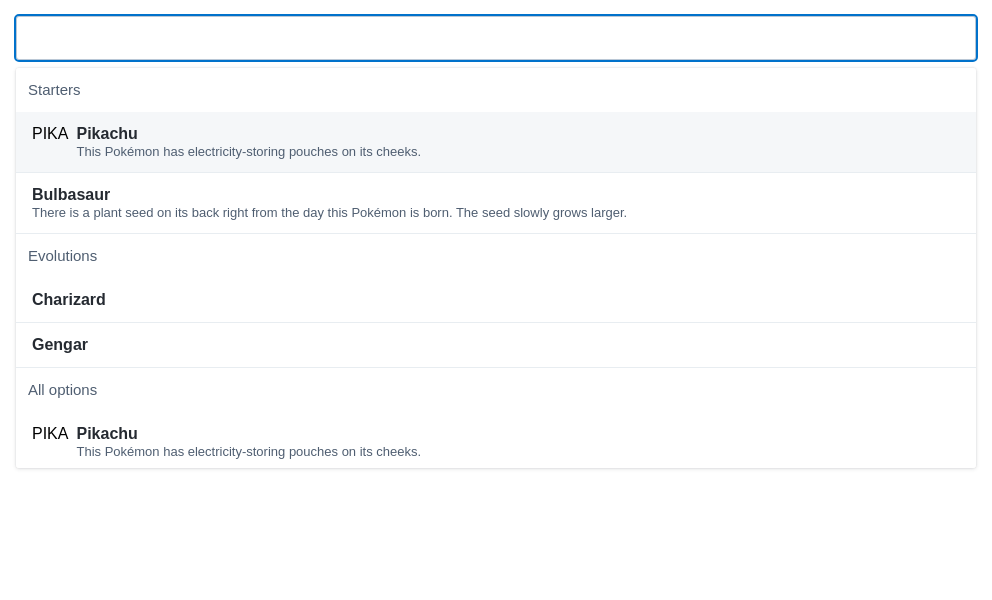 Starters
PIKA Pikachu
This Pokémon has electricity-storing pouches on its cheeks.
Bulbasaur
There is a plant seed on its back right from the day this Pokémon is born. The seed slowly grows larger.
Evolutions
Charizard
Gengar
All options
PIKA Pikachu
This Pokémon has electricity-storing pouches on its cheeks.